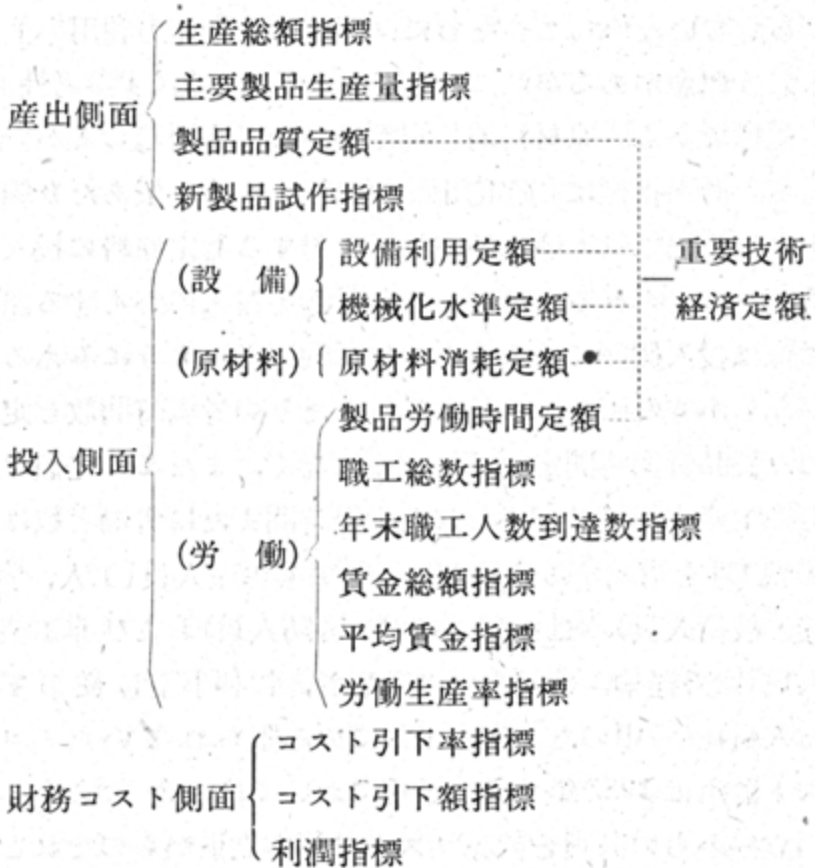 産出側面
生産総額指標
主要製品生産量指標
製品品質定額
新製品試作指標
投入側面
(設 備)
設備利用定額
機械化水準定額
重要技術
経済定額
(原材料)
原材料消耗定額
(労 働)
製品労働時間定額
職工総数指標
年末職工人数到達数指標
賃金総額指標
平均賃金指標
労働生産率指標
財務コスト側面
コスト引下率指標
コスト引下額指標
利潤指標